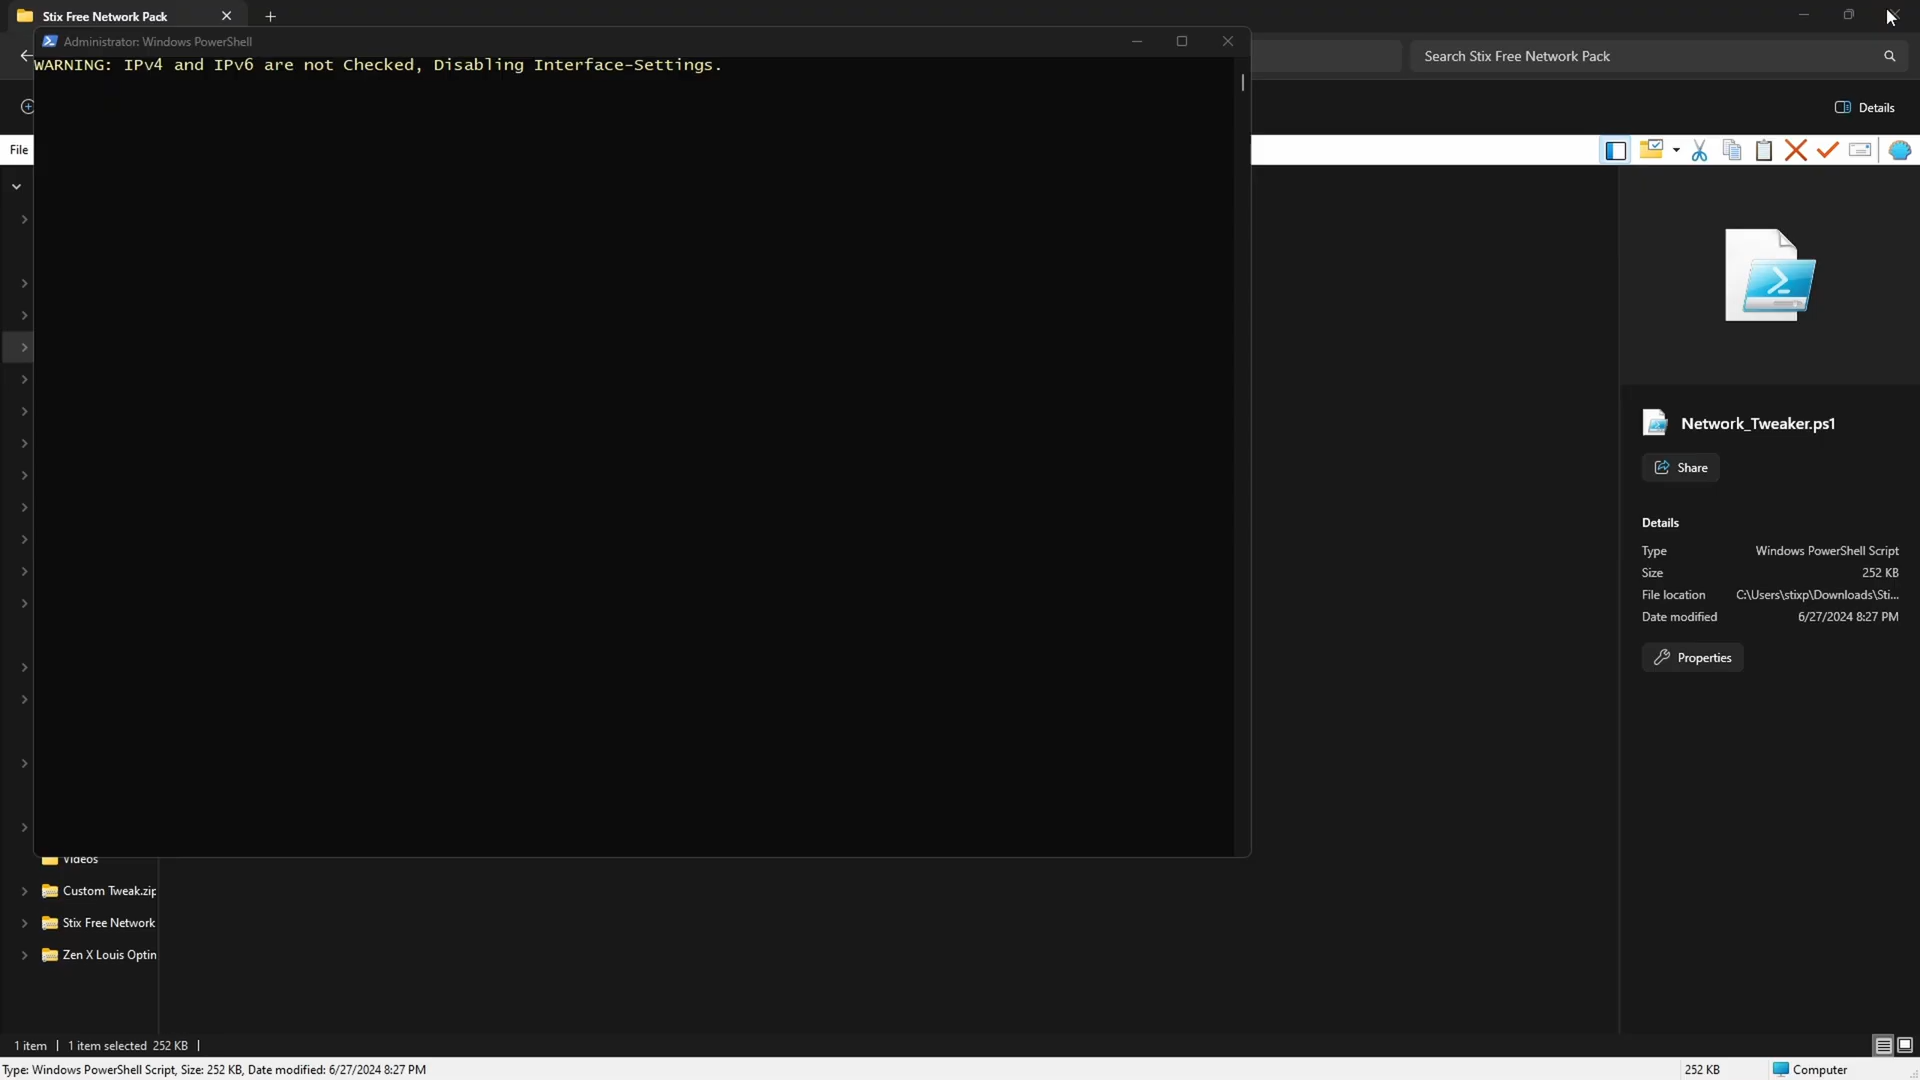 Stix Free Network Pack
Administrator: Windows PowerShell
WARNING: IPv4 and IPv6 are not Checked, Disabling Interface-Settings.
Search Stix Free Network Pack
Details
File
Network_Tweaker.ps1
Share
Details
Type Windows PowerShell Script
Size 252 KB
File location C:\Users\stixp\Downloads\Sti...
Date modified 6/27/2024 8:27 PM
Properties
Videos
Custom Tweak.zip
Stix Free Network
Zen X Louis Optin
1 item | 1 item selected 252 KB |
Type: Windows PowerShell Script, Size: 252 KB, Date modified: 6/27/2024 8:27 PM 252 KB Computer